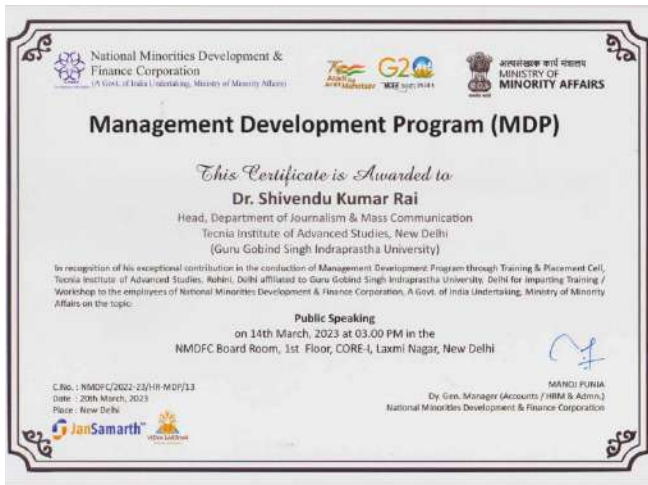 National Minorities Development &
Finance Corporation
(A Govt. of India Undertaking, Ministry of Minority Affairs)
Azadi Ka
Amrit Mahotsav
G20
अल्पसंख्यक कार्य मंत्रालय
MINISTRY OF
MINORITY AFFAIRS
Management Development Program (MDP)
This Certificate is Awarded to
Dr. Shivendu Kumar Rai
Head, Department of Journalism & Mass Communication
Tecnia Institute of Advanced Studies, New Delhi
(Guru Gobind Singh Indraprastha University)
In recognition of his exceptional contribution in the conduction of Management Development Program through Training & Placement Cell,
Tecnia Institute of Advanced Studies, Rohini, Delhi affiliated to Guru Gobind Singh Indraprastha University, Delhi for imparting Training /
Workshop to the employees of National Minorities Development & Finance Corporation, A Govt. of India Undertaking, Ministry of Minority
Affairs on the topic
Public Speaking
on 14th March, 2023 at 03.00 PM in the
NMDFC Board Room, 1st Floor, CORE-I, Laxmi Nagar, New Delhi
C.No. : NMDFC/2022-23/HR-MDP/13
Date : 20th March, 2023
Place : New Delhi
MANOJ PUNIA
Dy. Gen. Manager (Accounts / HRM & Admn.)
National Minorities Development & Finance Corporation
JanSamarth